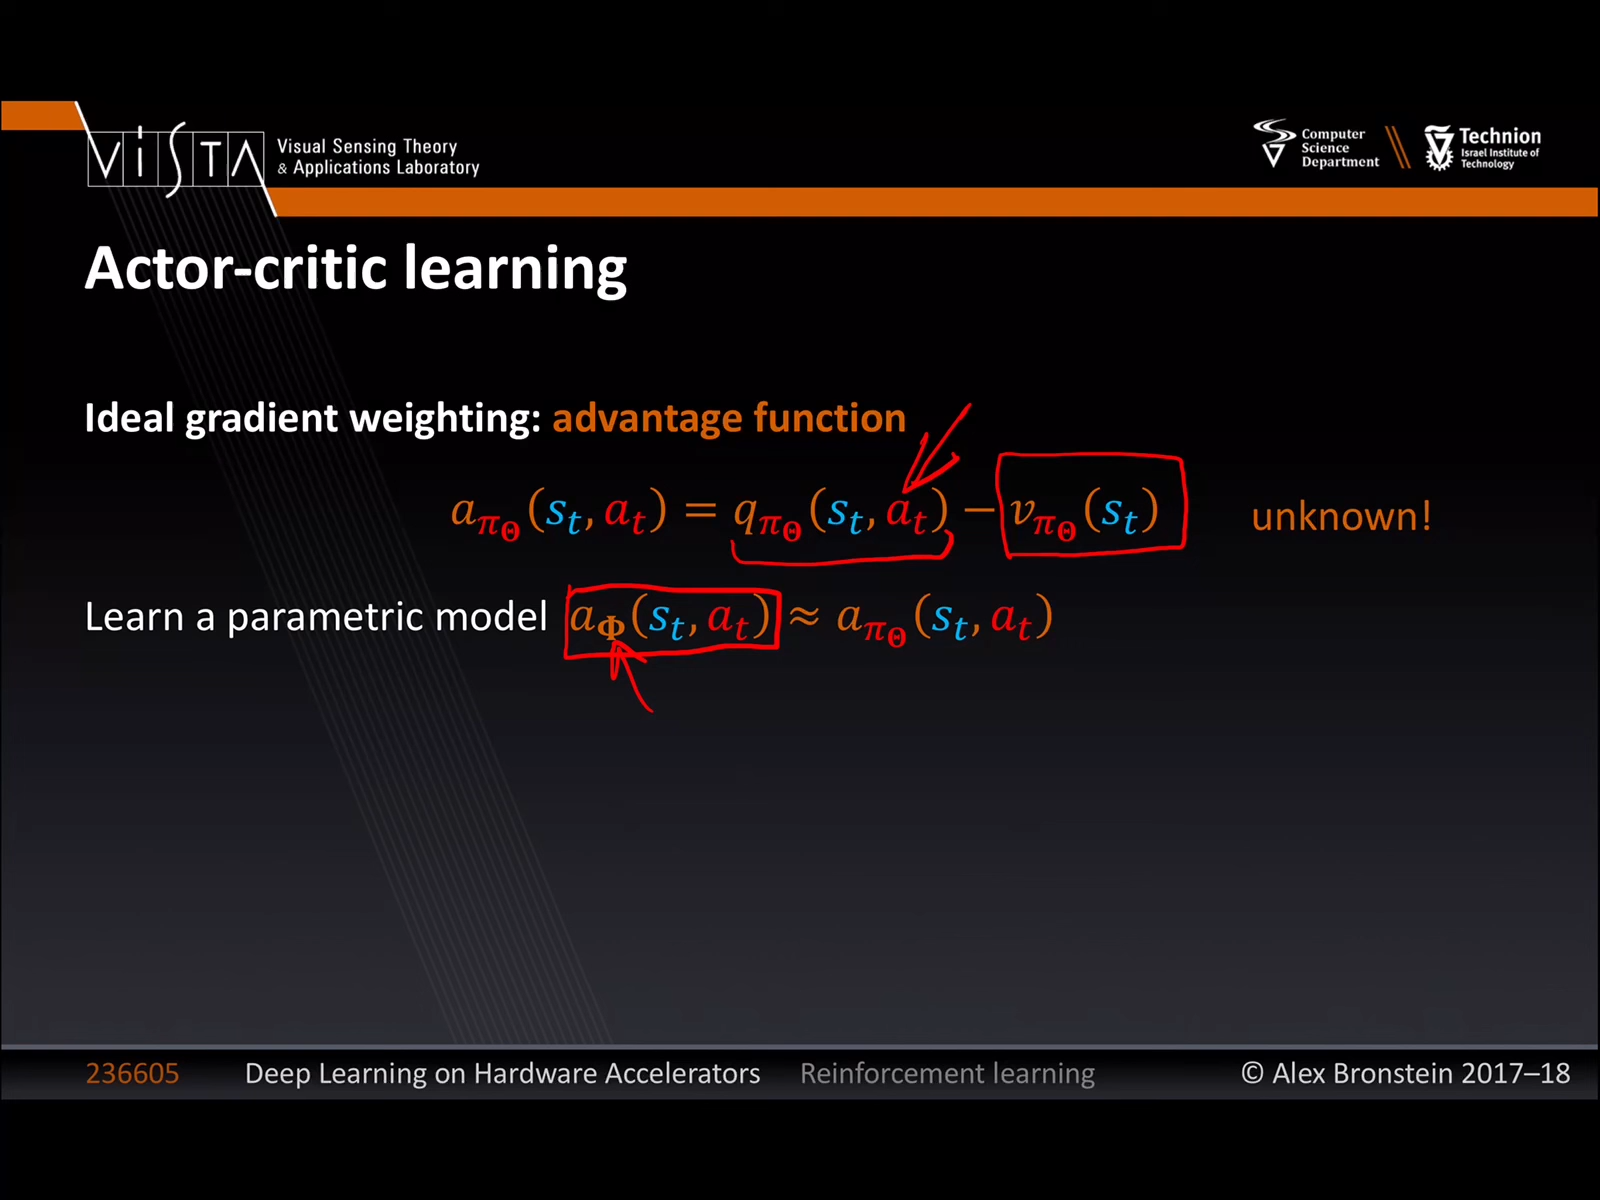 VISTA
Visual Sensing Theory
& Applications Laboratory
Computer
Science
Department
Technion
Israel Institute of
Technology
Actor-critic learning
Ideal gradient weighting: advantage function
a_{π_Θ}(s_t, a_t) = q_{π_Θ}(s_t, a_t) − v_{π_Θ}(s_t) unknown!
Learn a parametric model a_Φ(s_t, a_t) ≈ a_{π_Θ}(s_t, a_t)
236605 Deep Learning on Hardware Accelerators Reinforcement learning © Alex Bronstein 2017–18